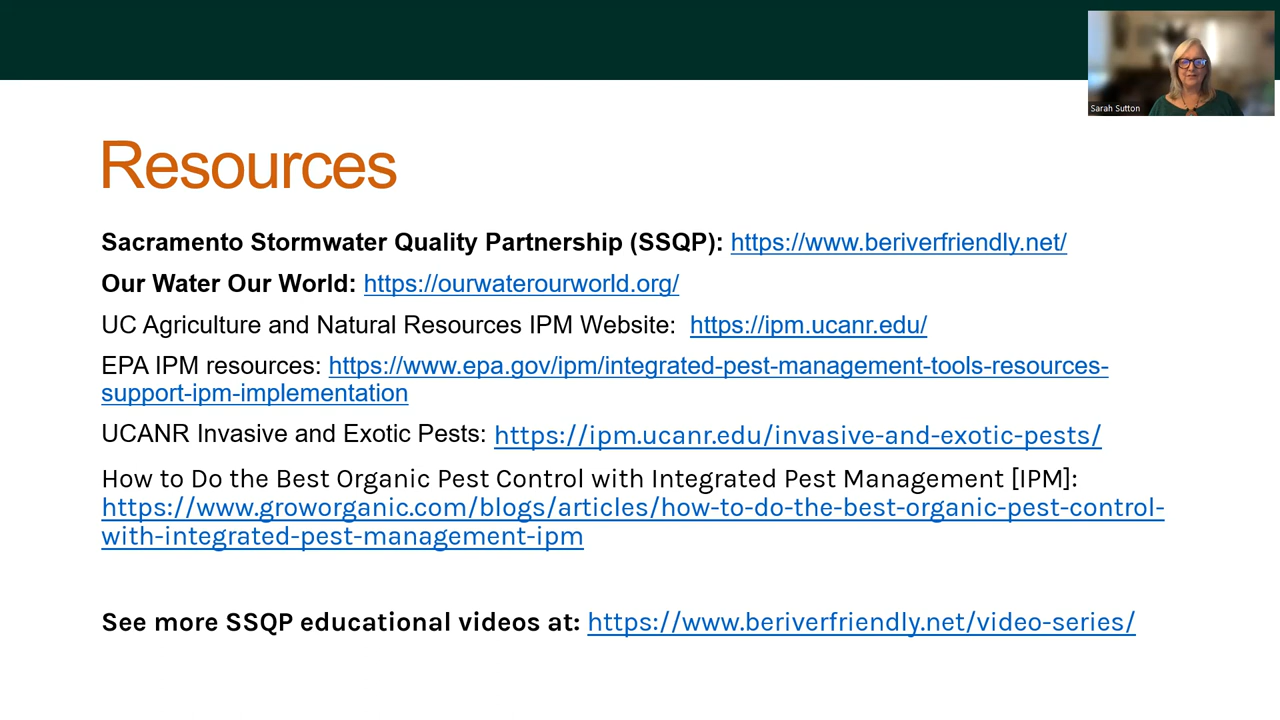 Sarah Sutton
Resources
Sacramento Stormwater Quality Partnership (SSQP): https://www.beriverfriendly.net/
Our Water Our World: https://ourwaterourworld.org/
UC Agriculture and Natural Resources IPM Website:  https://ipm.ucanr.edu/
EPA IPM resources: https://www.epa.gov/ipm/integrated-pest-management-tools-resources-
support-ipm-implementation
UCANR Invasive and Exotic Pests: https://ipm.ucanr.edu/invasive-and-exotic-pests/
How to Do the Best Organic Pest Control with Integrated Pest Management [IPM]:
https://www.groworganic.com/blogs/articles/how-to-do-the-best-organic-pest-control-
with-integrated-pest-management-ipm
See more SSQP educational videos at: https://www.beriverfriendly.net/video-series/